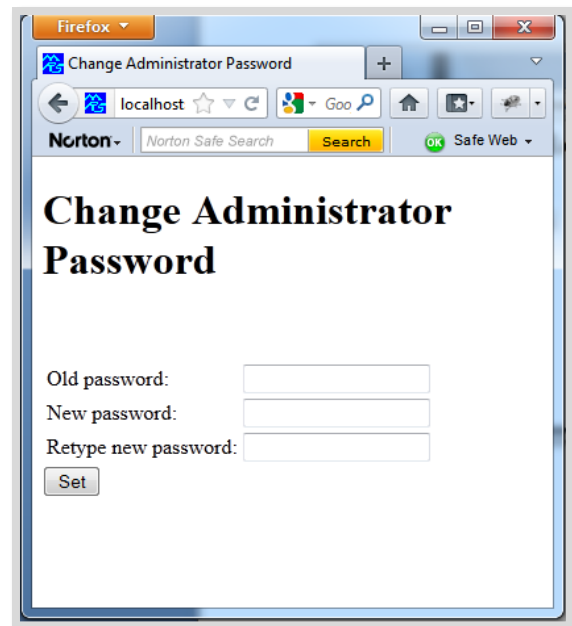 Firefox
Change Administrator Password
localhost Goo
Norton Norton Safe Search Search OK Safe Web
Change Administrator
Password
Old password:
New password:
Retype new password:
Set